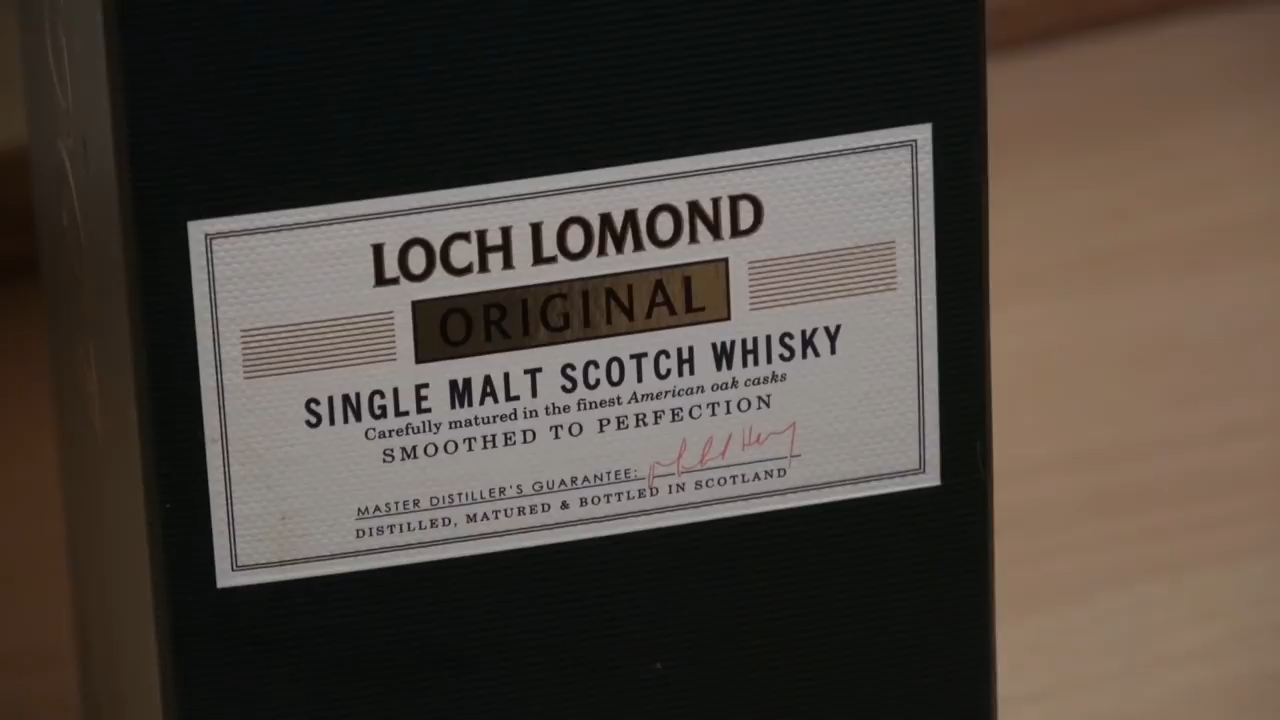 LOCH LOMOND
ORIGINAL
SINGLE MALT SCOTCH WHISKY
Carefully matured in the finest American oak casks
SMOOTHED TO PERFECTION
MASTER DISTILLER'S GUARANTEE:
DISTILLED, MATURED & BOTTLED IN SCOTLAND